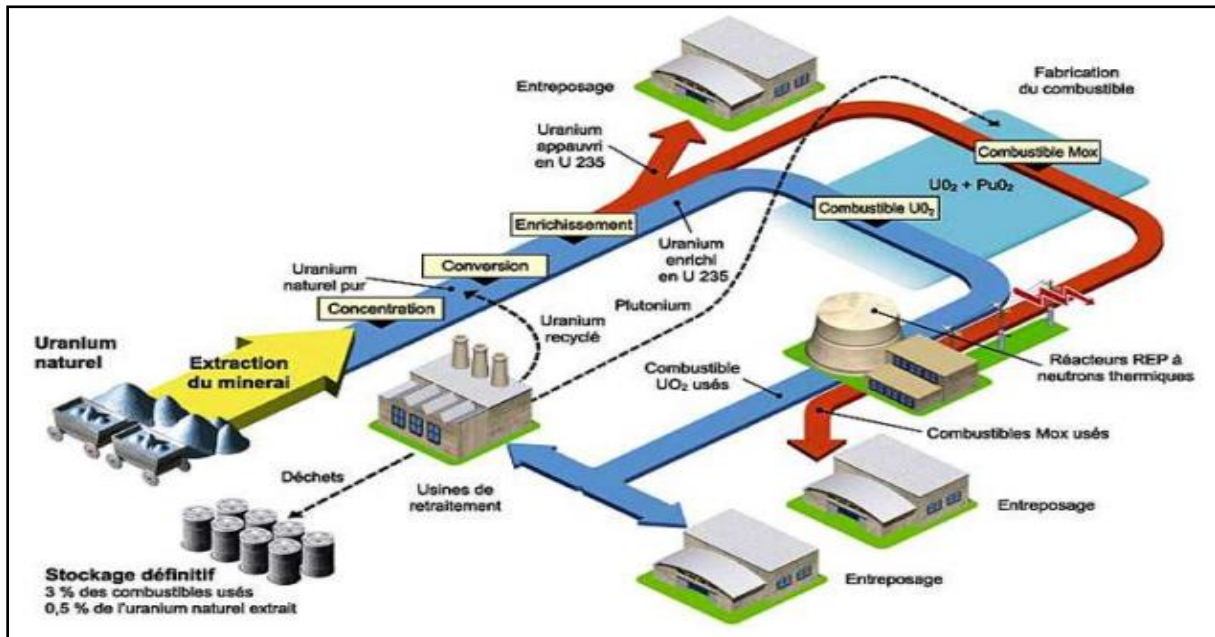 Entreposage
Fabrication
du combustible
Uranium
appauvri
en U 235
Combustible Mox
U0₂ + Pu0₂
Combustible U0₂
Enrichissement
Uranium
enrichi
en U 235
Conversion
Uranium
naturel pur
Concentration
Plutonium
Uranium
recyclé
Uranium
naturel
Extraction
du minerai
Réacteurs REP à
neutrons thermiques
Combustible
UO₂ usés
Combustibles Mox usés
Déchets
Usines de
retraitement
Entreposage
Entreposage
Stockage définitif
3 % des combustibles usés
0,5 % de l'uranium naturel extrait